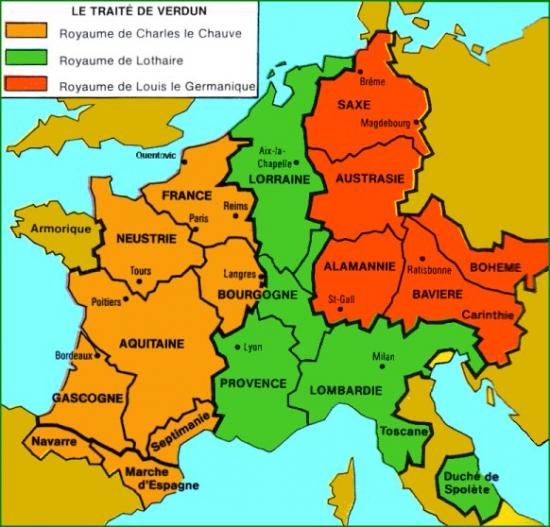 LE TRAITÉ DE VERDUN
Royaume de Charles le Chauve
Royaume de Lothaire
Royaume de Louis le Germanique
Brême
SAXE
Magdebourg
Quentovic
Aix-la-
Chapelle
LORRAINE
AUSTRASIE
FRANCE
Reims
Paris
Armorique
NEUSTRIE
Tours
Langres
BOURGOGNE
ALAMANNIE
St-Gall
Ratisbonne
BOHEME
BAVIERE
Carinthie
Poitiers
AQUITAINE
Bordeaux
Lyon
Milan
PROVENCE
LOMBARDIE
GASCOGNE
Septimanie
Toscane
Navarre
Marche
d'Espagne
Duché de
Spolète